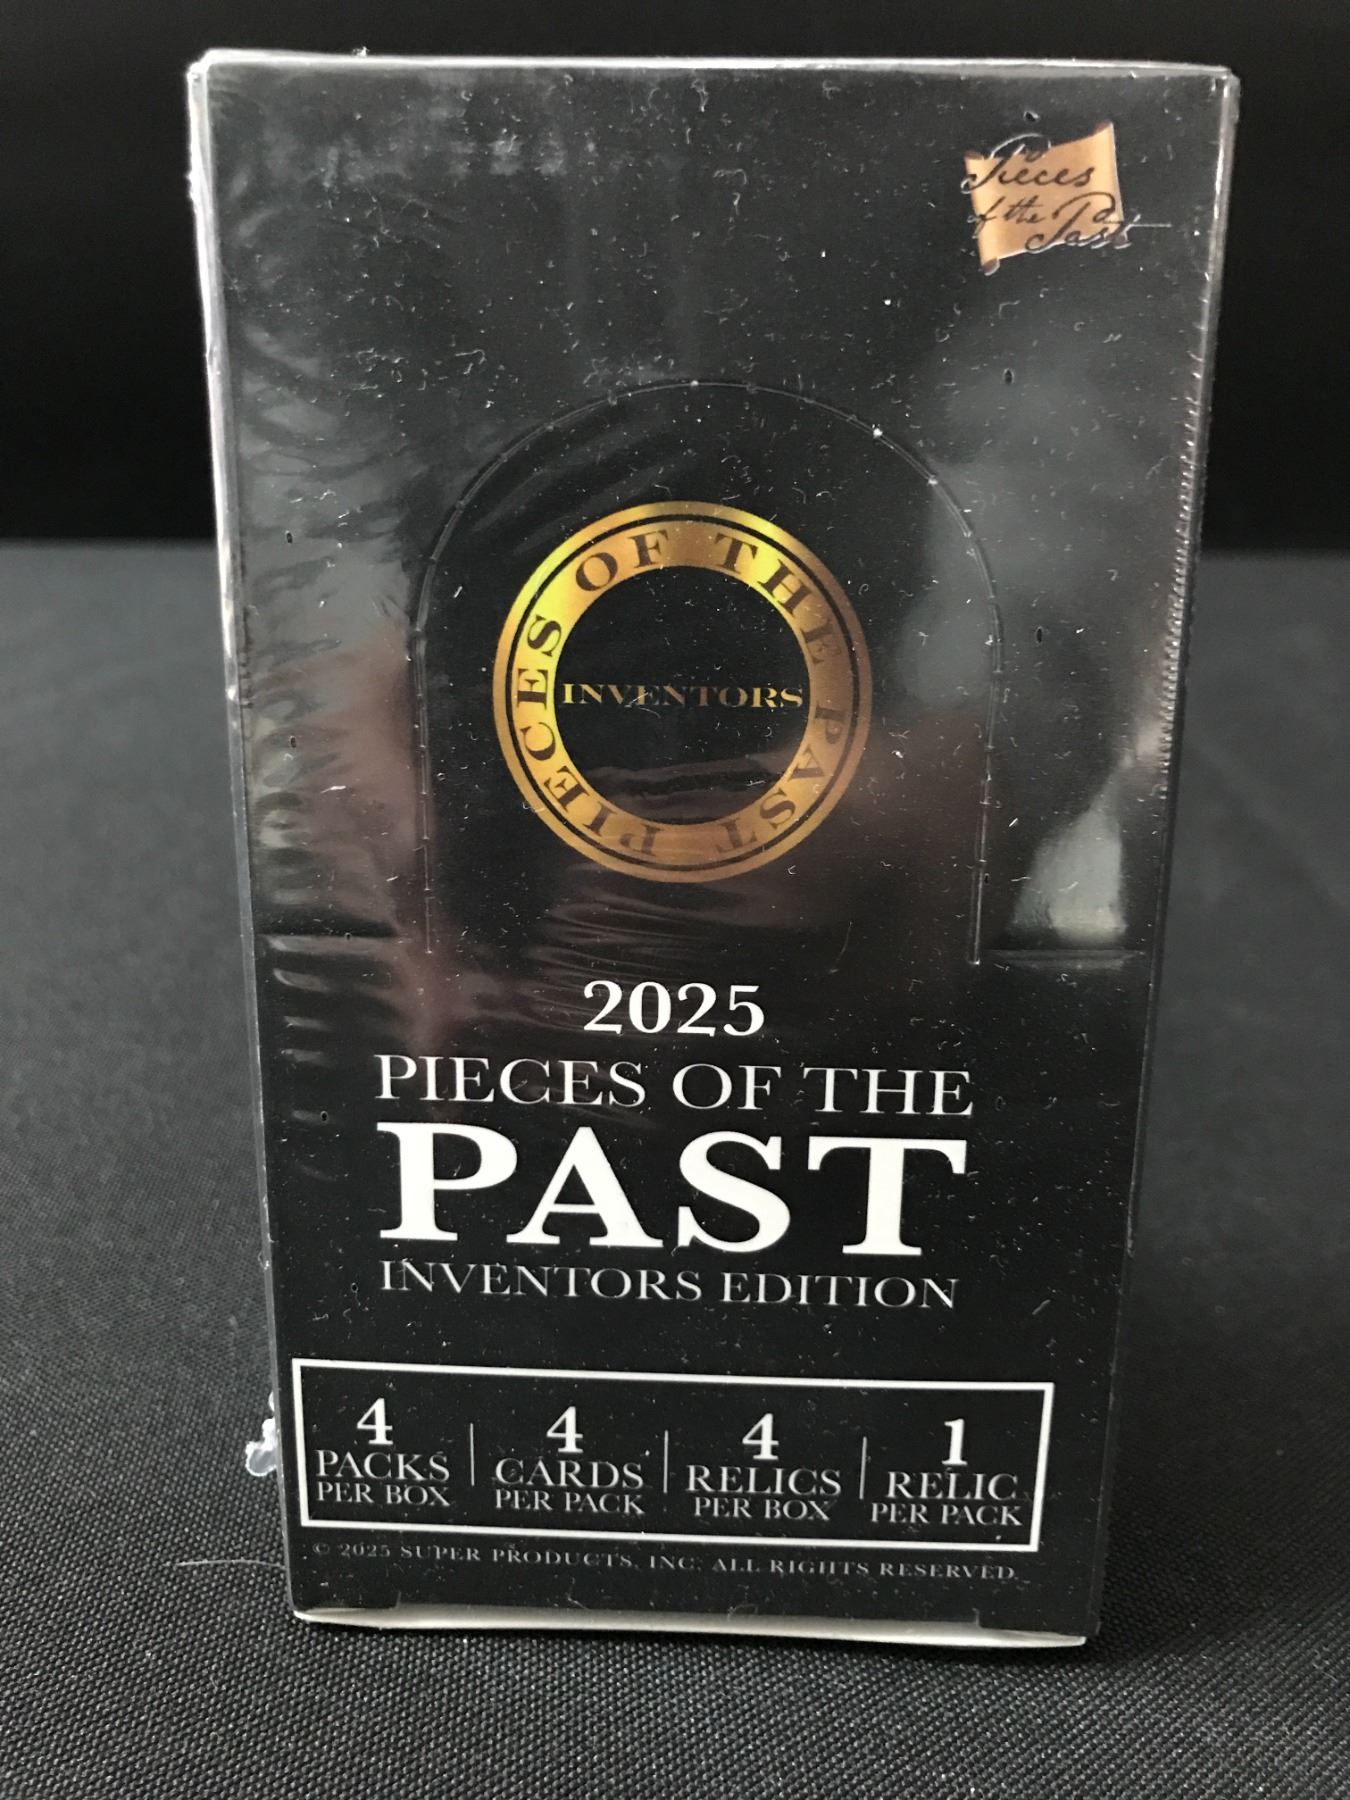 Pieces
of the Past
PIECES OF THE PAST
INVENTORS
2025
PIECES OF THE
PAST
INVENTORS EDITION
4 PACKS PER BOX
4 CARDS PER PACK
4 RELICS PER BOX
1 RELIC PER PACK
© 2025 SUPER PRODUCTS, INC. ALL RIGHTS RESERVED.